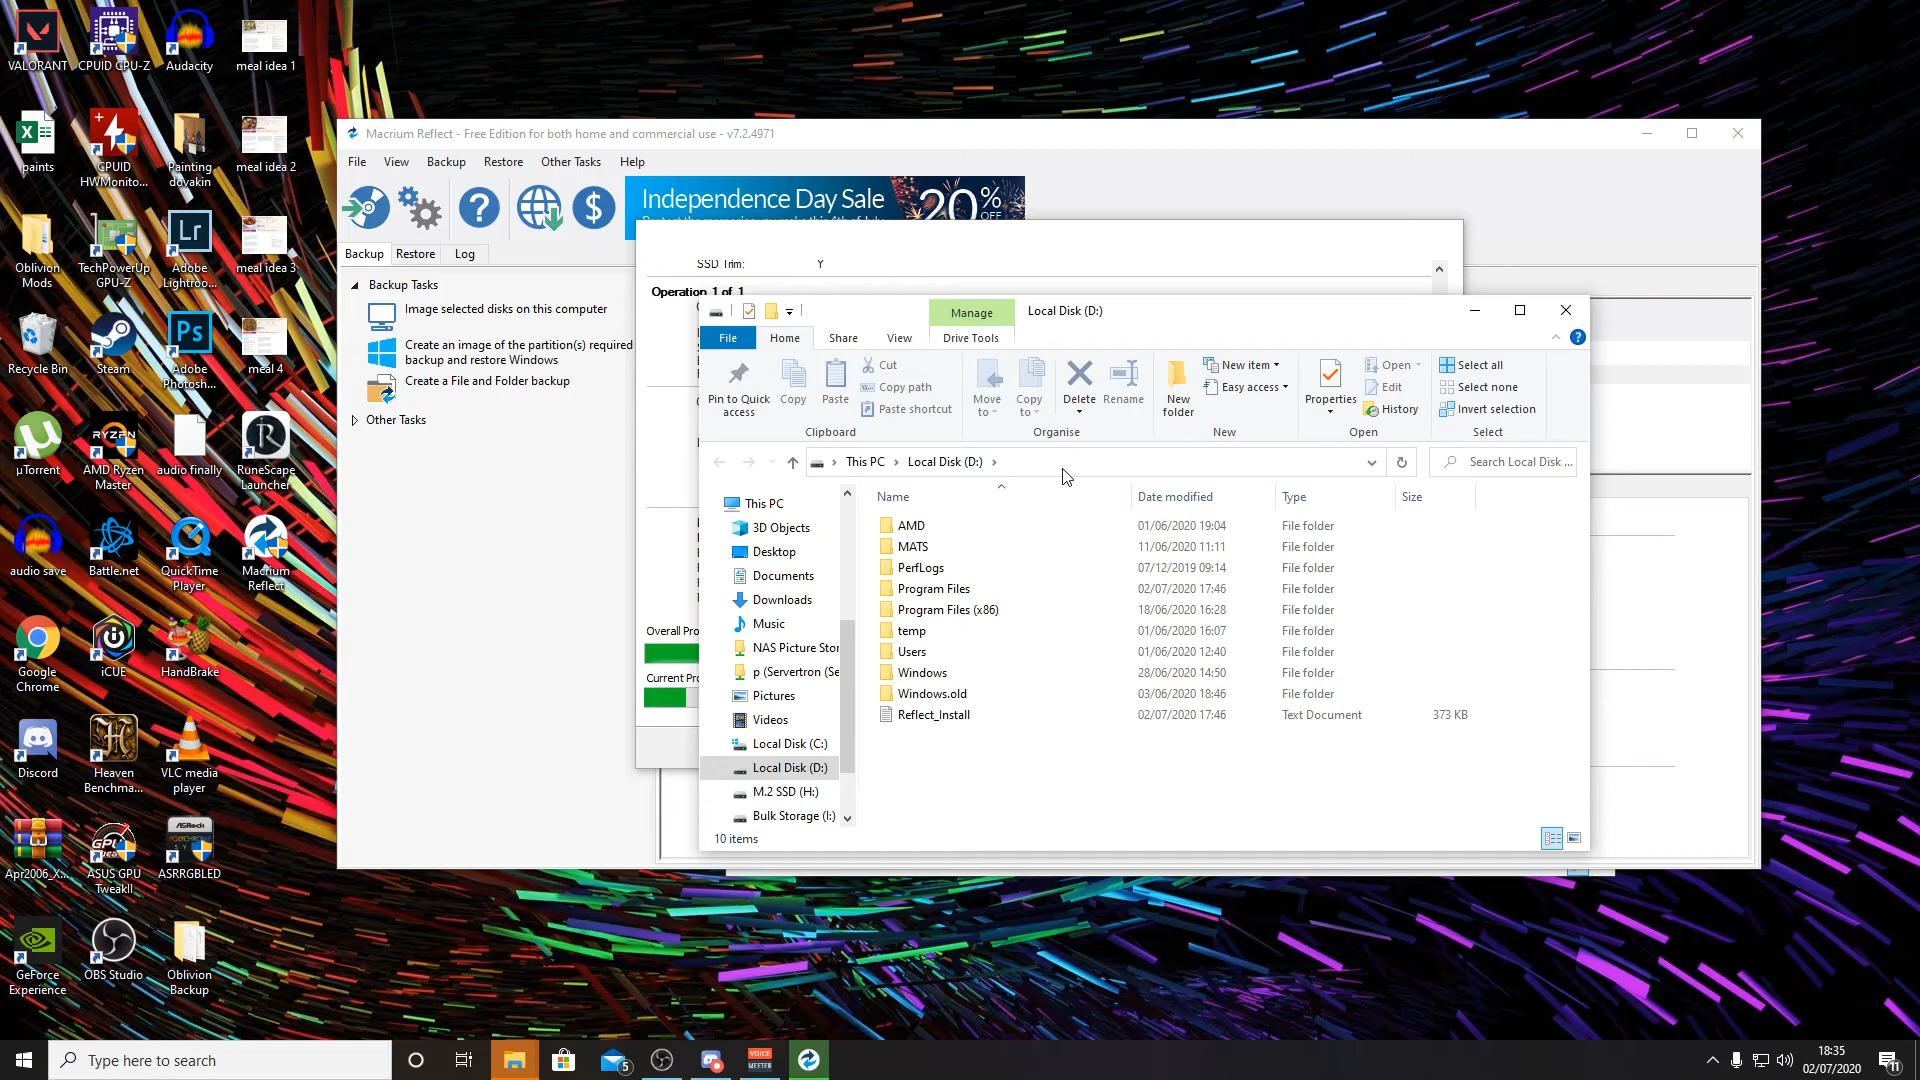 VALORANT
CPUID CPU-Z
Audacity
meal idea 1
paints
CPUID
HWMonito...
Painting
dovakin
meal idea 2
Oblivion
Mods
TechPowerUp
GPU-Z
Adobe
Lightroo...
meal idea 3
Recycle Bin
Steam
Adobe
Photosh...
meal 4
µTorrent
AMD Ryzen
Master
audio finally
RuneScape
Launcher
audio save
Battle.net
QuickTime
Player
Macrium
Reflect
Google
Chrome
iCUE
HandBrake
Discord
Heaven
Benchma...
VLC media
player
Apr2006_X...
ASUS GPU
TweakII
ASRRGBLED
GeForce
Experience
OBS Studio
Oblivion
Backup
Macrium Reflect - Free Edition for both home and commercial use - v7.2.4971
File View Backup Restore Other Tasks Help
Independence Day Sale 20% OFF
Backup Restore Log
Backup Tasks
Image selected disks on this computer
Create an image of the partition(s) required
backup and restore Windows
Create a File and Folder backup
Other Tasks
SSD Trim: Y
Operation 1 of 1
Overall Pro
Current Pro
Manage Local Disk (D:)
File Home Share View Drive Tools
Pin to Quick
access
Copy
Paste
Cut
Copy path
Paste shortcut
Move
to
Copy
to
Delete
Rename
New
folder
New item
Easy access
Properties
Open
Edit
History
Select all
Select none
Invert selection
Clipboard Organise New Open Select
This PC Local Disk (D:) Search Local Disk ...
This PC
3D Objects
Desktop
Documents
Downloads
Music
NAS Picture Stor
p (Servertron (Se
Pictures
Videos
Local Disk (C:)
Local Disk (D:)
M.2 SSD (H:)
Bulk Storage (I:)
Name Date modified Type Size
AMD 01/06/2020 19:04 File folder
MATS 11/06/2020 11:11 File folder
PerfLogs 07/12/2019 09:14 File folder
Program Files 02/07/2020 17:46 File folder
Program Files (x86) 18/06/2020 16:28 File folder
temp 01/06/2020 16:07 File folder
Users 01/06/2020 12:40 File folder
Windows 28/06/2020 14:50 File folder
Windows.old 03/06/2020 18:46 File folder
Reflect_Install 02/07/2020 17:46 Text Document 373 KB
10 items
Type here to search
5
VOICE
MEETER
18:35
02/07/2020
11